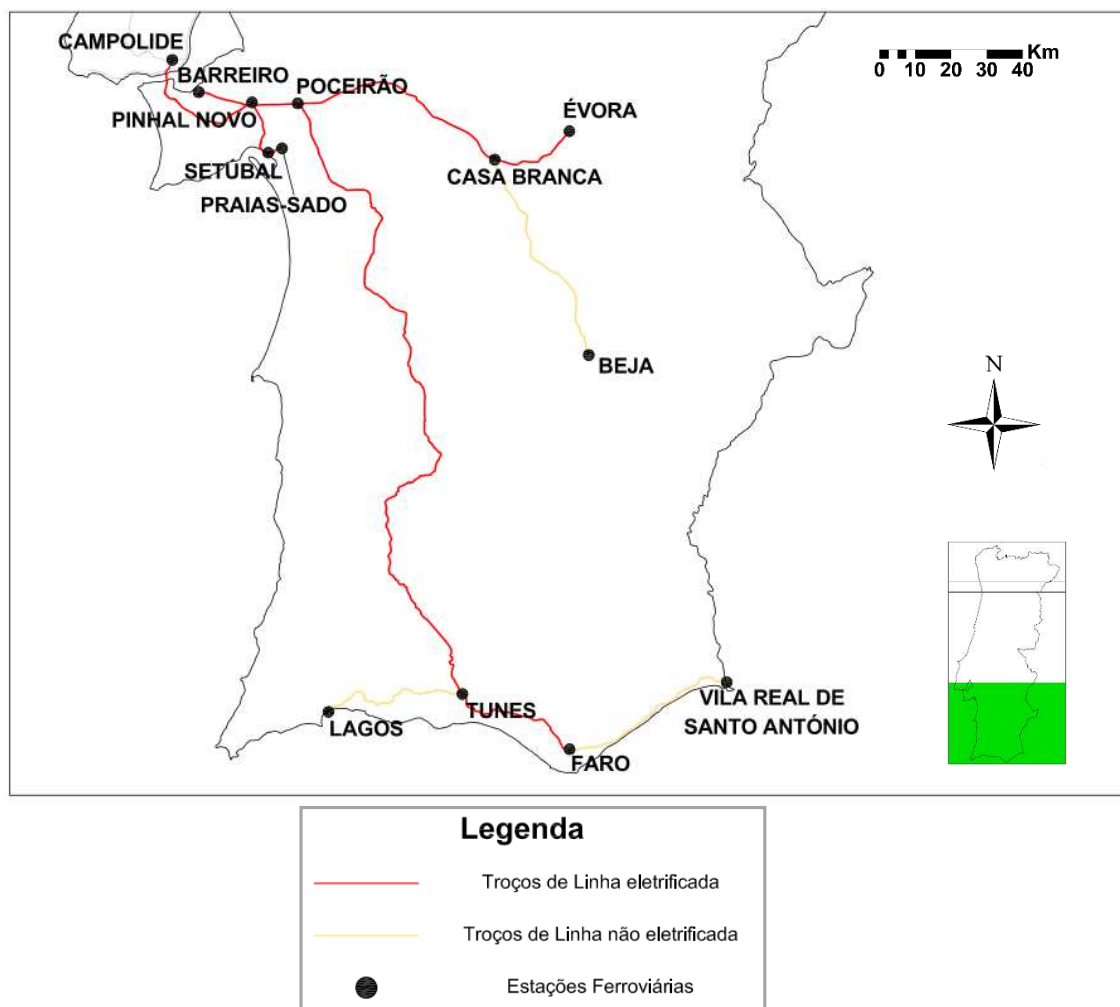 CAMPOLIDE
BARREIRO
POCEIRÃO
PINHAL NOVO
SETÚBAL
PRAIAS-SADO
ÉVORA
CASA BRANCA
BEJA
Km
0 10 20 30 40
N
LAGOS
TUNES
FARO
VILA REAL DE
SANTO ANTÓNIO
Legenda
Troços de Linha eletrificada
Troços de Linha não eletrificada
Estações Ferroviárias